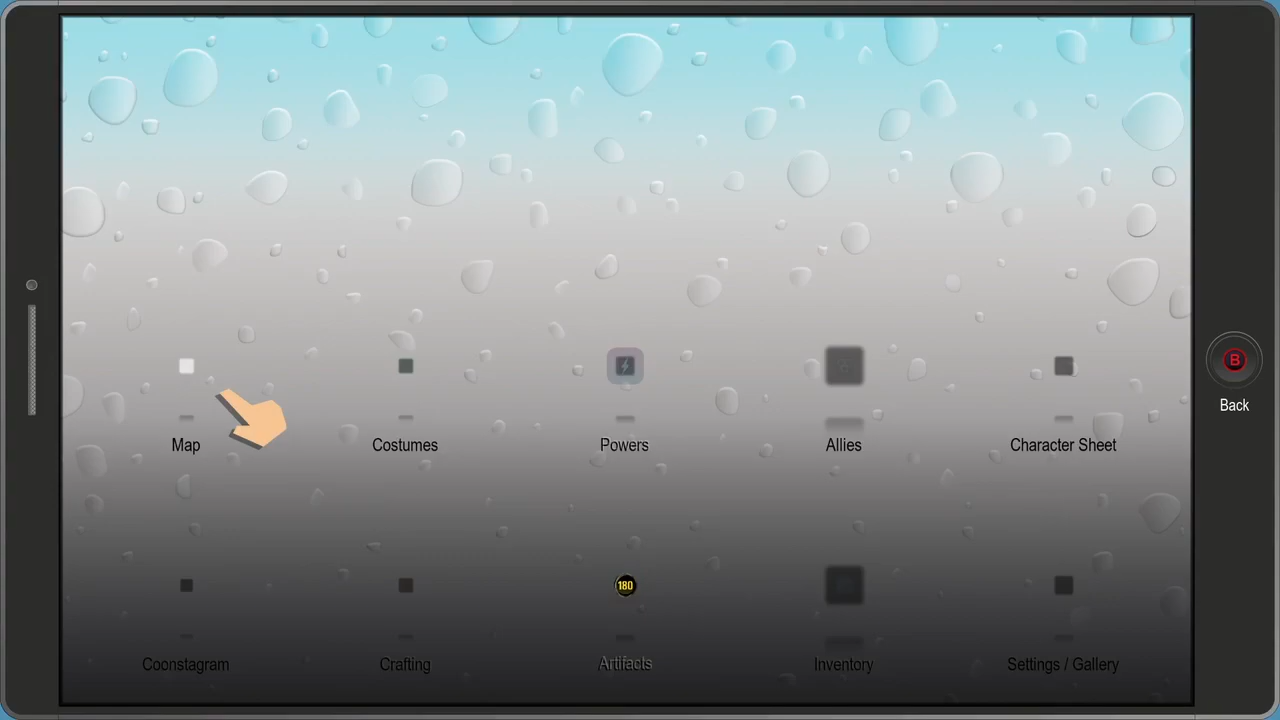 Map
Costumes
Powers
Allies
Character Sheet
B
Back
180
Coonstagram
Crafting
Artifacts
Inventory
Settings / Gallery